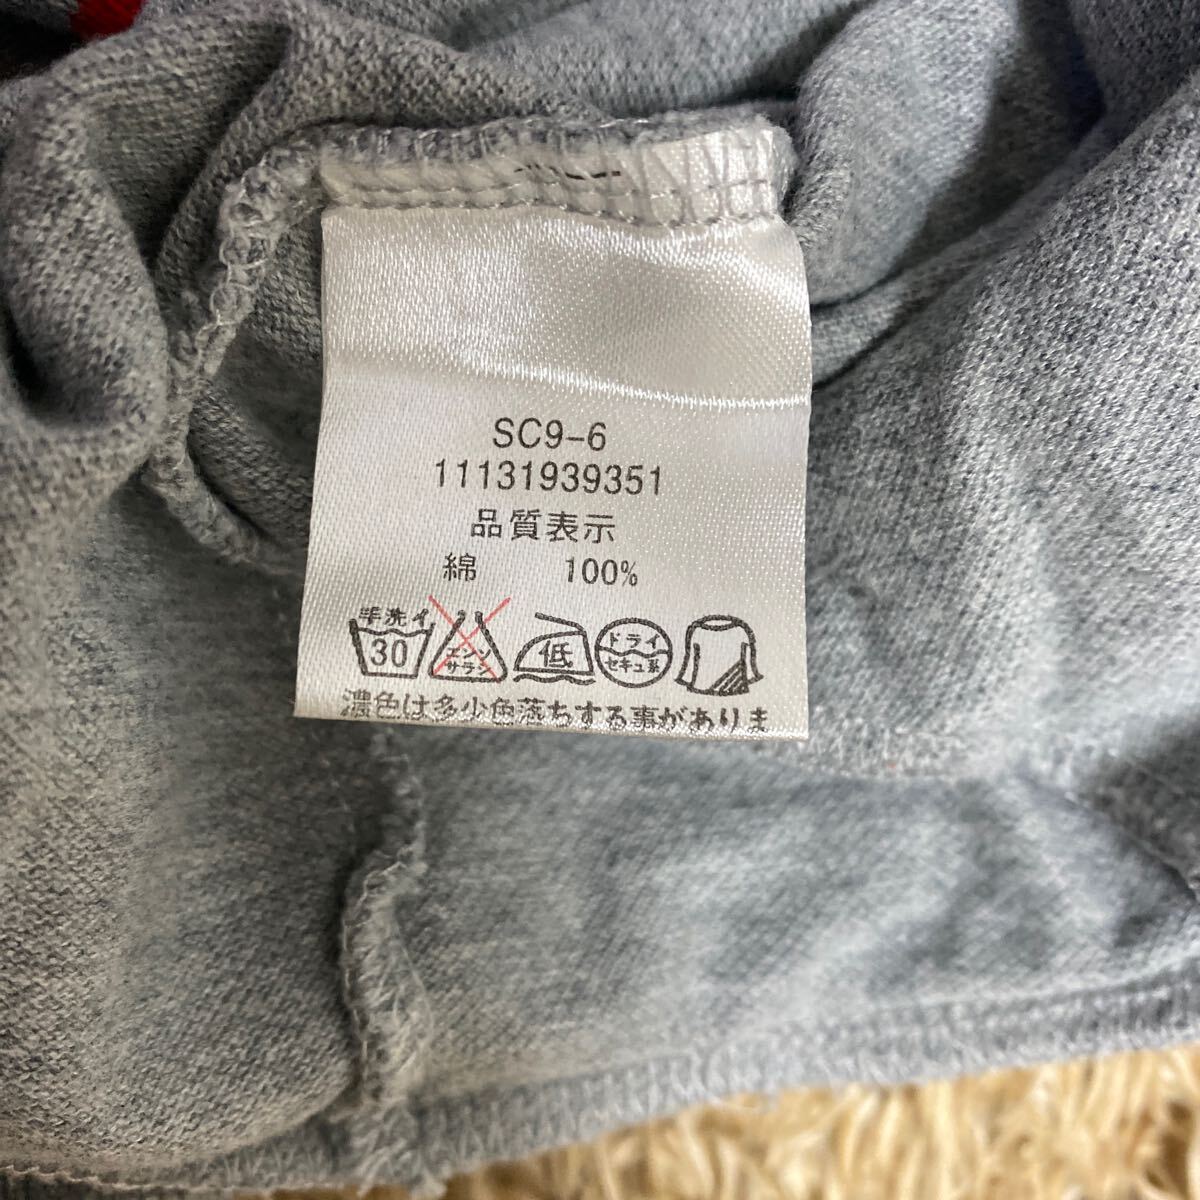 SC9-6
11131939351
品質表示
綿 100%
手洗イ
30
エンソ
サラシ
低
ドライ
セキユ系
濃色は多少色落ちする事がありま